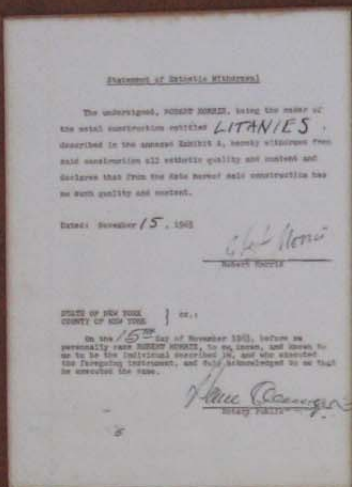 Statement of Esthetic Withdrawal
The undersigned, ROBERT MORRIS, being the maker of
the metal construction entitled LITANIES,
described in the annexed Exhibit A, hereby withdraws from
said construction all esthetic quality and content and
declares that from the date hereof said construction has
no such quality and content.
Dated: November 15, 1963
Robert Morris
Robert Morris
STATE OF NEW YORK
COUNTY OF NEW YORK } ss.:
On the 15th day of November 1963, before me
personally came ROBERT MORRIS, to me known, and known to
me to be the individual described in, and who executed
the foregoing instrument, and duly acknowledged to me that
he executed the same.
Notary Public